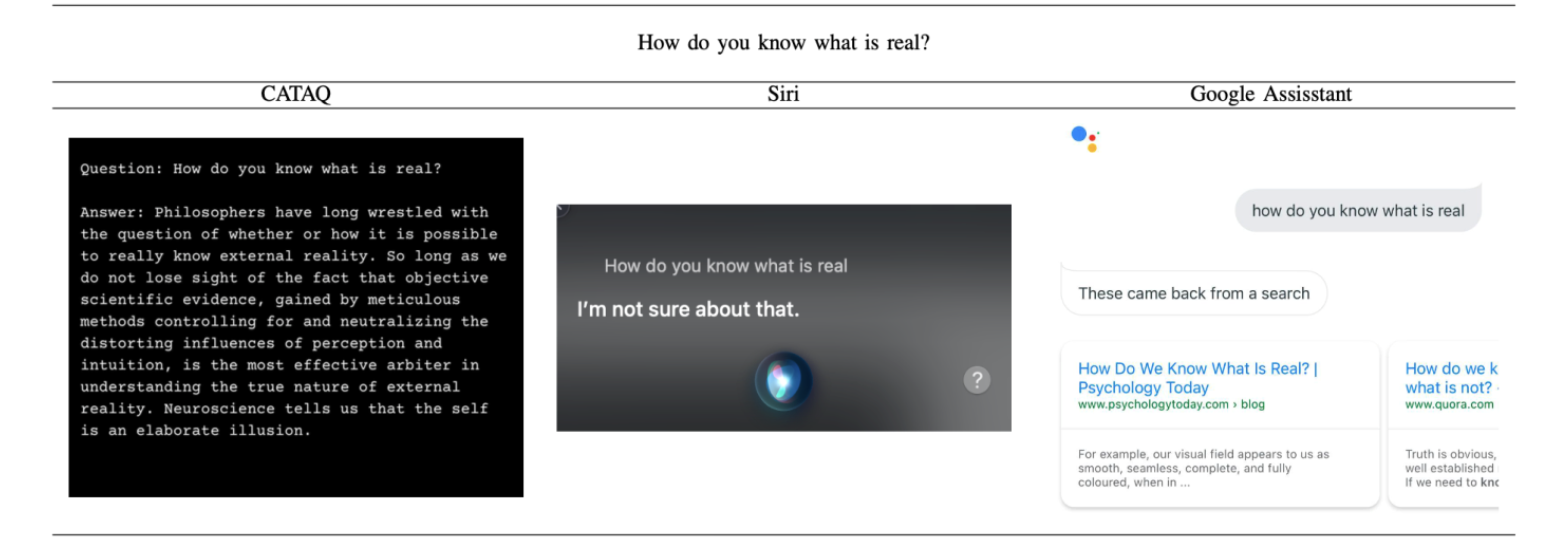 How do you know what is real?
CATAQ
Siri
Google Assisstant
Question: How do you know what is real?
Answer: Philosophers have long wrestled with
the question of whether or how it is possible
to really know external reality. So long as we
do not lose sight of the fact that objective
scientific evidence, gained by meticulous
methods controlling for and neutralizing the
distorting influences of perception and
intuition, is the most effective arbiter in
understanding the true nature of external
reality. Neuroscience tells us that the self
is an elaborate illusion.
How do you know what is real
I'm not sure about that.
?
how do you know what is real
These came back from a search
How Do We Know What Is Real? |
Psychology Today
www.psychologytoday.com › blog
For example, our visual field appears to us as
smooth, seamless, complete, and fully
coloured, when in ...
How do we k
what is not?
www.quora.com
Truth is obvious,
well established
If we need to kno